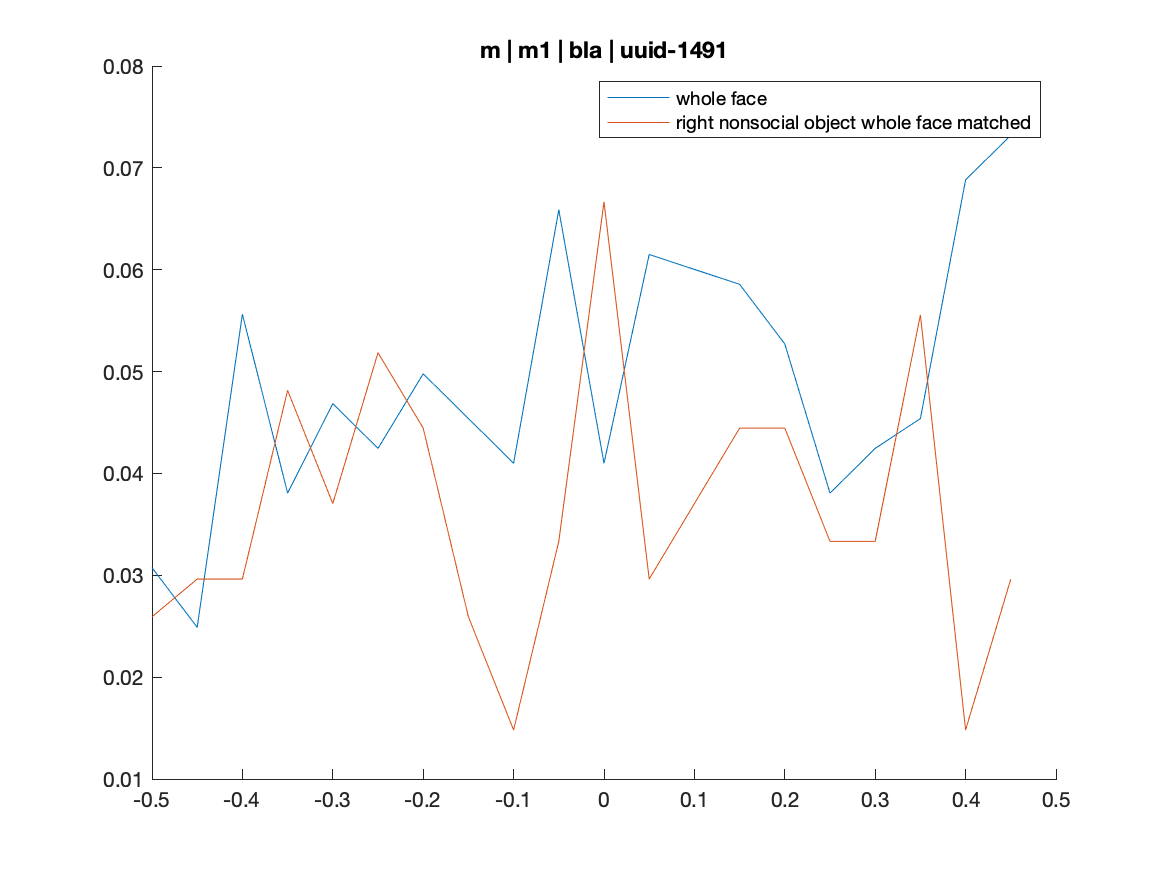 m | m1 | bla | uuid-1491
whole face
right nonsocial object whole face matched
0.08
0.07
0.06
0.05
0.04
0.03
0.02
0.01
-0.5 -0.4 -0.3 -0.2 -0.1 0 0.1 0.2 0.3 0.4 0.5